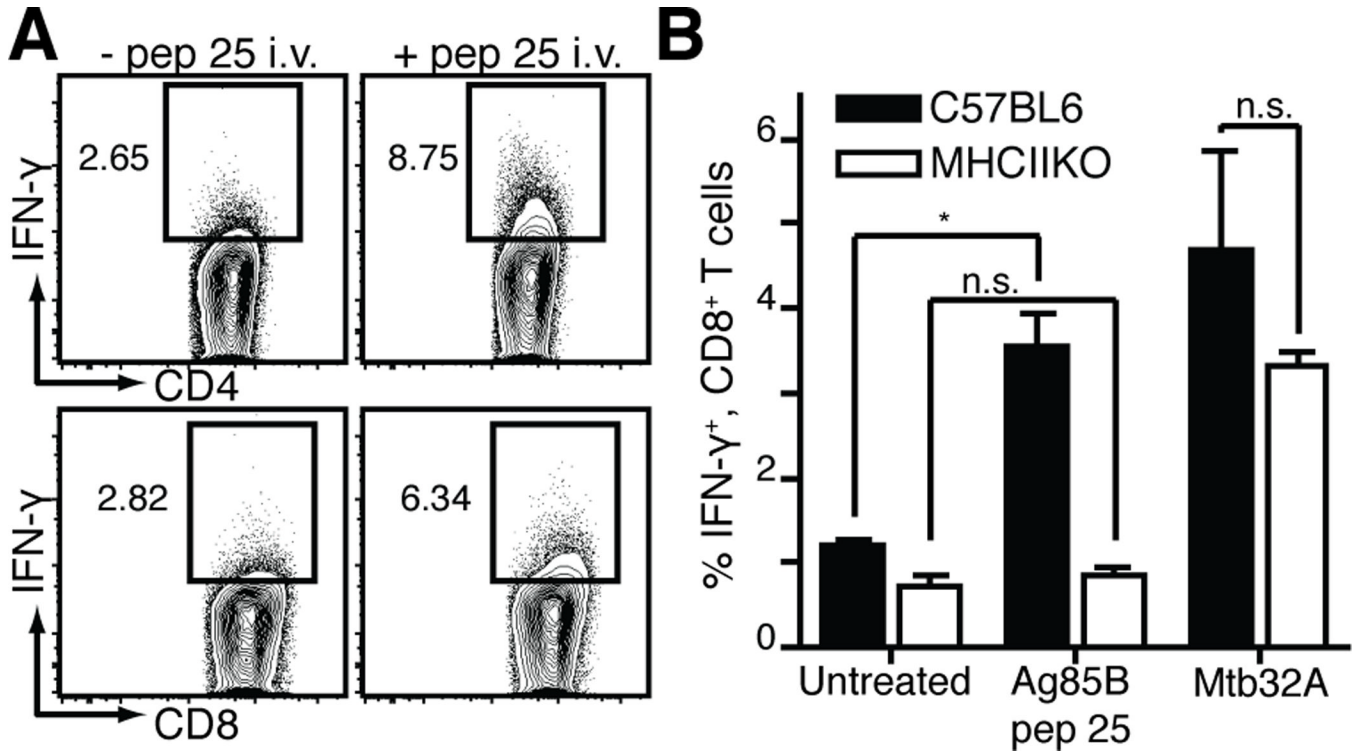 A
- pep 25 i.v.
+ pep 25 i.v.
IFN-γ
2.65
8.75
CD4
IFN-γ
2.82
6.34
CD8
B
% IFN-γ⁺, CD8⁺ T cells
6
4
2
0
C57BL6
MHCIIKO
n.s.
*
n.s.
Untreated
Ag85B
pep 25
Mtb32A